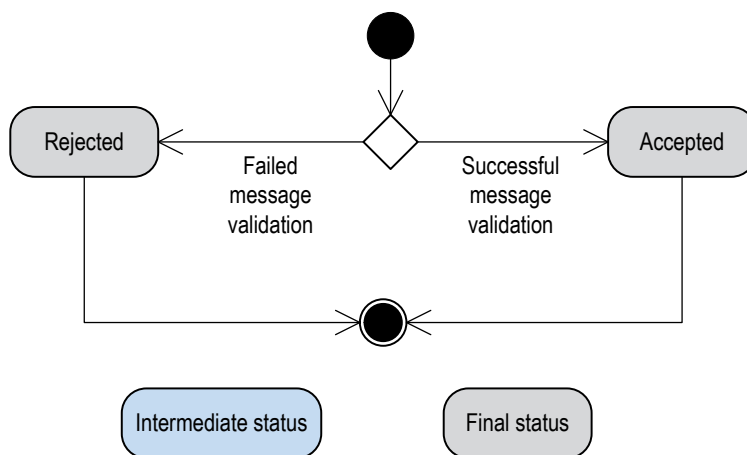 Rejected
Accepted
Failed
message
validation
Successful
message
validation
Intermediate status
Final status